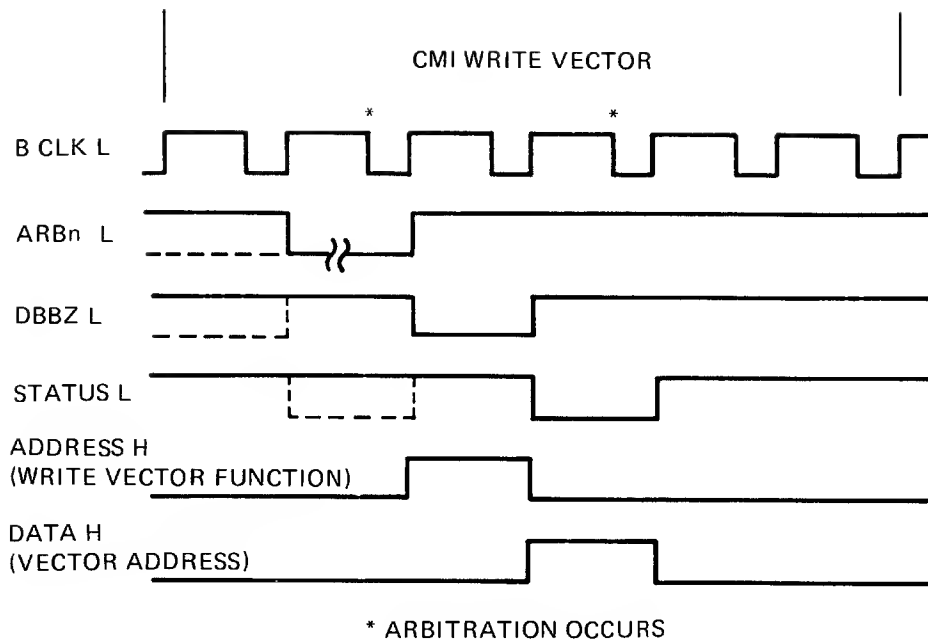 CMI WRITE VECTOR
* *
B CLK L
ARBn L
DBBZ L
STATUS L
ADDRESS H
(WRITE VECTOR FUNCTION)
DATA H
(VECTOR ADDRESS)
* ARBITRATION OCCURS